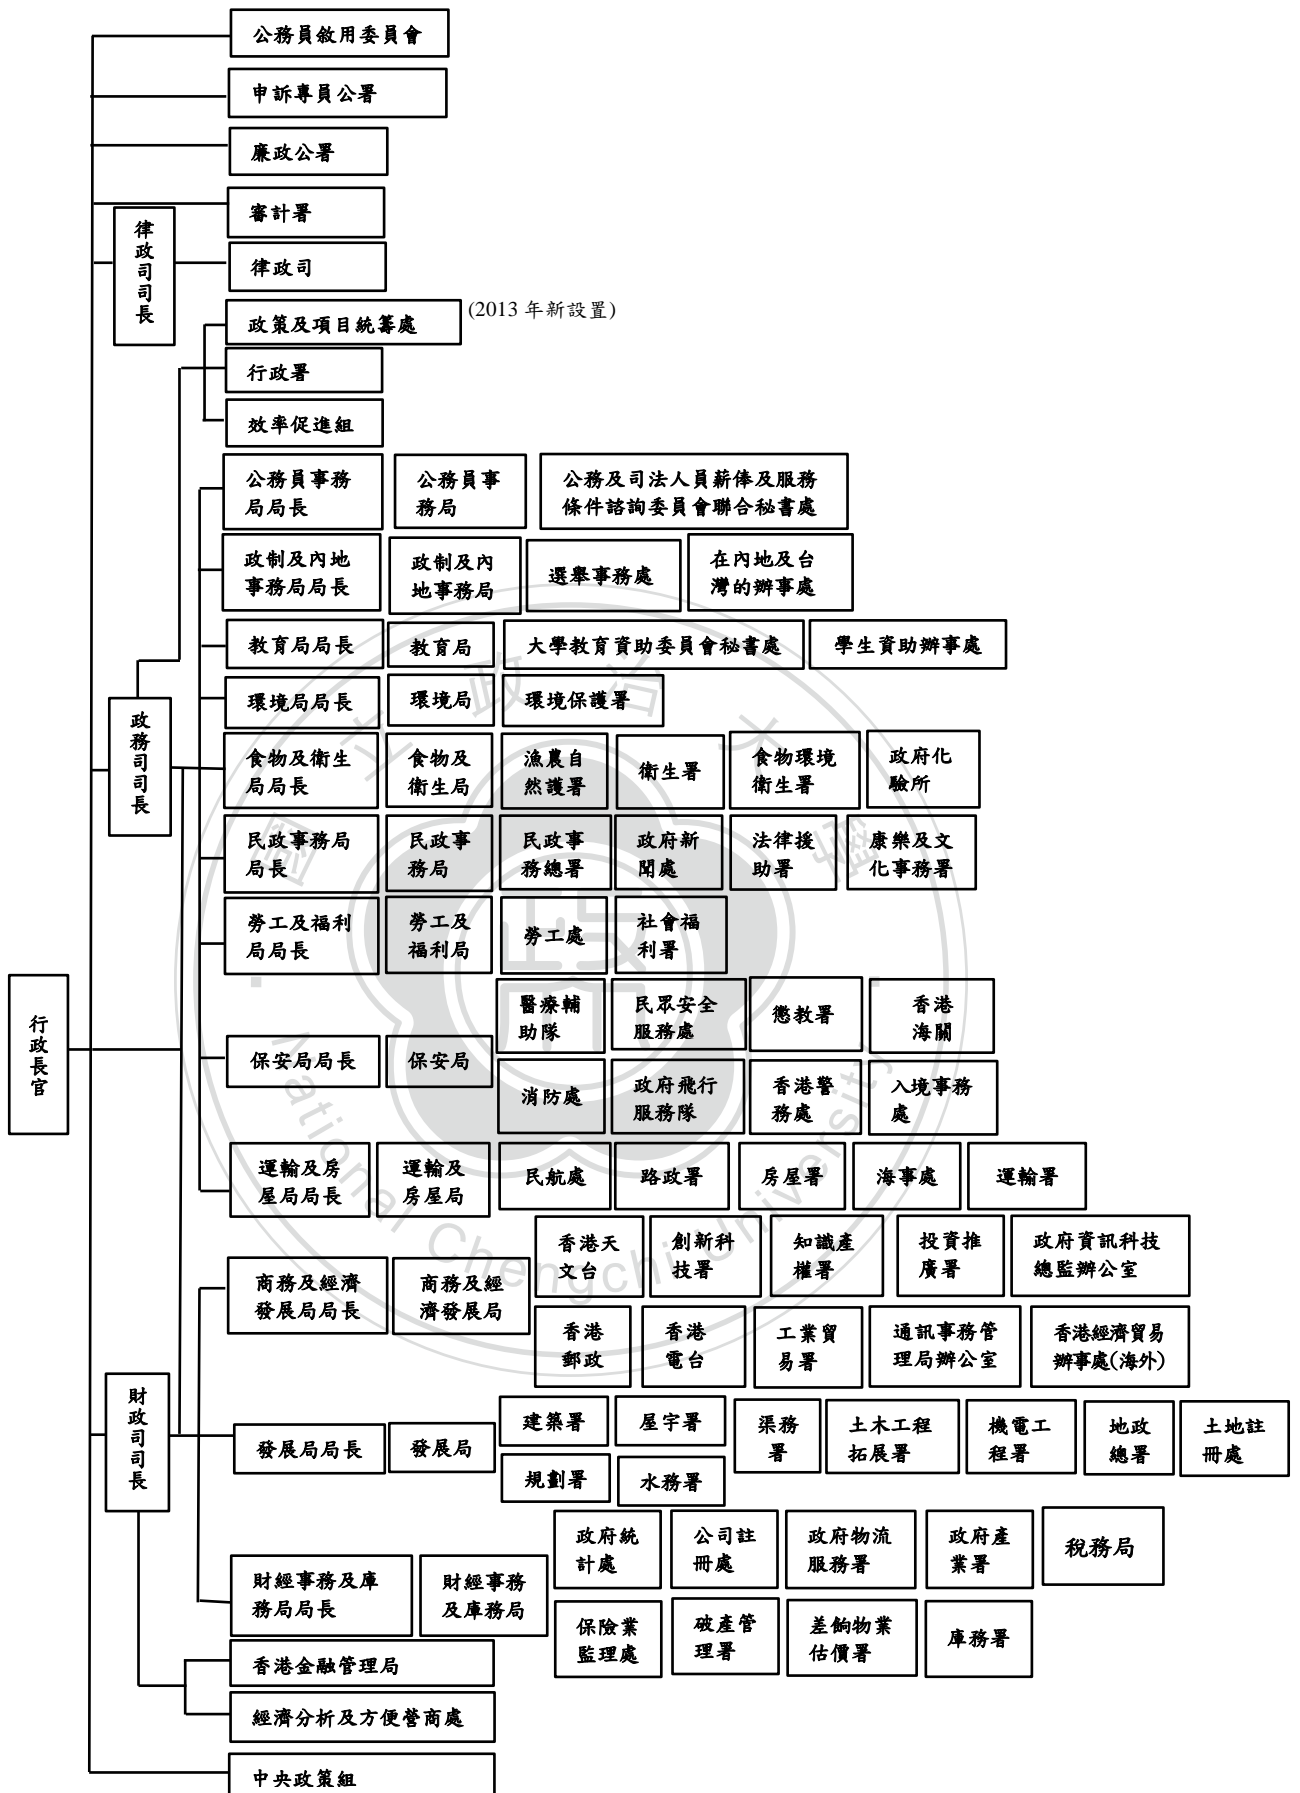 公務員敘用委員會
申訴專員公署
廉政公署
審計署
律政司司長
律政司
政策及項目統籌處
(2013 年新設置)
行政署
效率促進組
公務員事務
局局長
公務員事
務局
公務及司法人員薪俸及服務
條件諮詢委員會聯合秘書處
政制及內地
事務局局長
政制及內
地事務局
選舉事務處
在內地及台
灣的辦事處
教育局局長
教育局
大學教育資助委員會秘書處
學生資助辦事處
政務司司長
環境局局長
環境局
環境保護署
食物及衛生
局局長
食物及
衛生局
漁農自
然護署
衛生署
食物環境
衛生署
政府化
驗所
民政事務局
局長
民政事
務局
民政事
務總署
政府新
聞處
法律援
助署
康樂及文
化事務署
勞工及福利
局局長
勞工及
福利局
勞工處
社會福
利署
行政長官
保安局局長
保安局
醫療輔
助隊
民眾安全
服務處
懲教署
香港
海關
消防處
政府飛行
服務隊
香港警
務處
入境事務
處
運輸及房
屋局局長
運輸及
房屋局
民航處
路政署
房屋署
海事處
運輸署
商務及經濟
發展局局長
商務及經
濟發展局
香港天
文台
創新科
技署
知識產
權署
投資推
廣署
政府資訊科技
總監辦公室
香港
郵政
香港
電台
工業貿
易署
通訊事務管
理局辦公室
香港經濟貿易
辦事處(海外)
財政司司長
發展局局長
發展局
建築署
屋宇署
渠務
署
土木工程
拓展署
機電工
程署
地政
總署
土地註
冊處
規劃署
水務署
財經事務及庫
務局局長
財經事務
及庫務局
政府統
計處
公司註
冊處
政府物流
服務署
政府產
業署
稅務局
保險業
監理處
破產管
理署
差餉物業
估價署
庫務署
香港金融管理局
經濟分析及方便營商處
中央政策組
國立政治大學
National Chengchi University